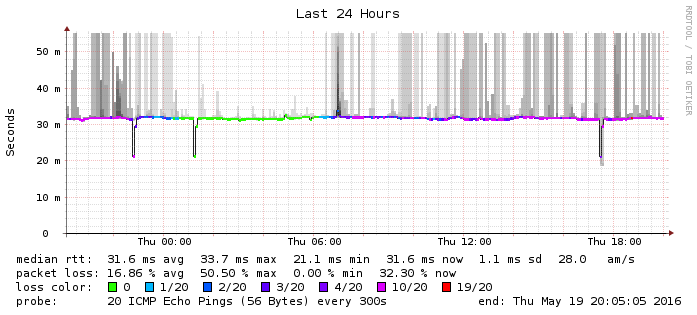 Last 24 Hours
RRDTOOL / TOBI OETIKER
Seconds
50 m
40 m
30 m
20 m
10 m
0
Thu 00:00 Thu 06:00 Thu 12:00 Thu 18:00
median rtt: 31.6 ms avg 33.7 ms max 21.1 ms min 31.6 ms now 1.1 ms sd 28.0 am/s
packet loss: 16.86 % avg 50.50 % max 0.00 % min 32.30 % now
loss color: 0 1/20 2/20 3/20 4/20 10/20 19/20
probe: 20 ICMP Echo Pings (56 Bytes) every 300s end: Thu May 19 20:05:05 2016